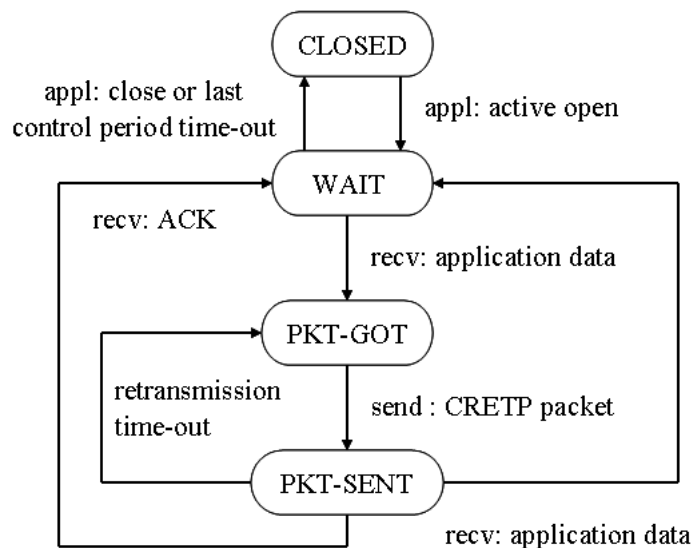 CLOSED
appl: close or last
control period time-out
appl: active open
WAIT
recv: ACK
recv: application data
PKT-GOT
retransmission
time-out
send : CRETP packet
PKT-SENT
recv: application data